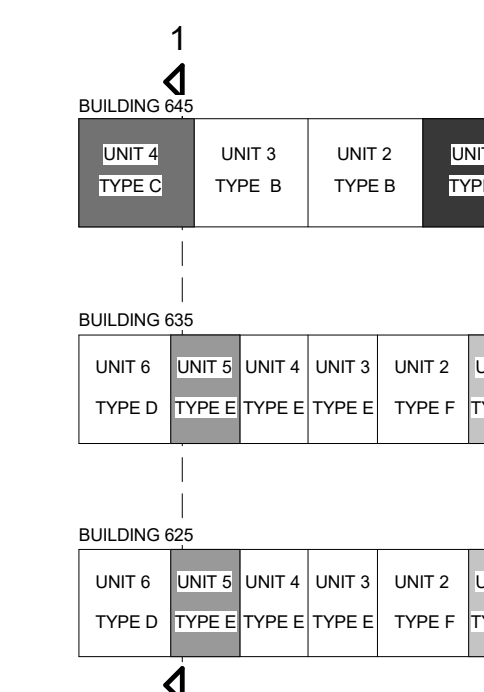 1
BUILDING 645
UNIT 4 UNIT 3 UNIT 2
TYPE C TYPE B TYPE B
BUILDING 635
UNIT 6 UNIT 5 UNIT 4 UNIT 3 UNIT 2
TYPE D TYPE E TYPE E TYPE E TYPE F
BUILDING 625
UNIT 6 UNIT 5 UNIT 4 UNIT 3 UNIT 2
TYPE D TYPE E TYPE E TYPE E TYPE F